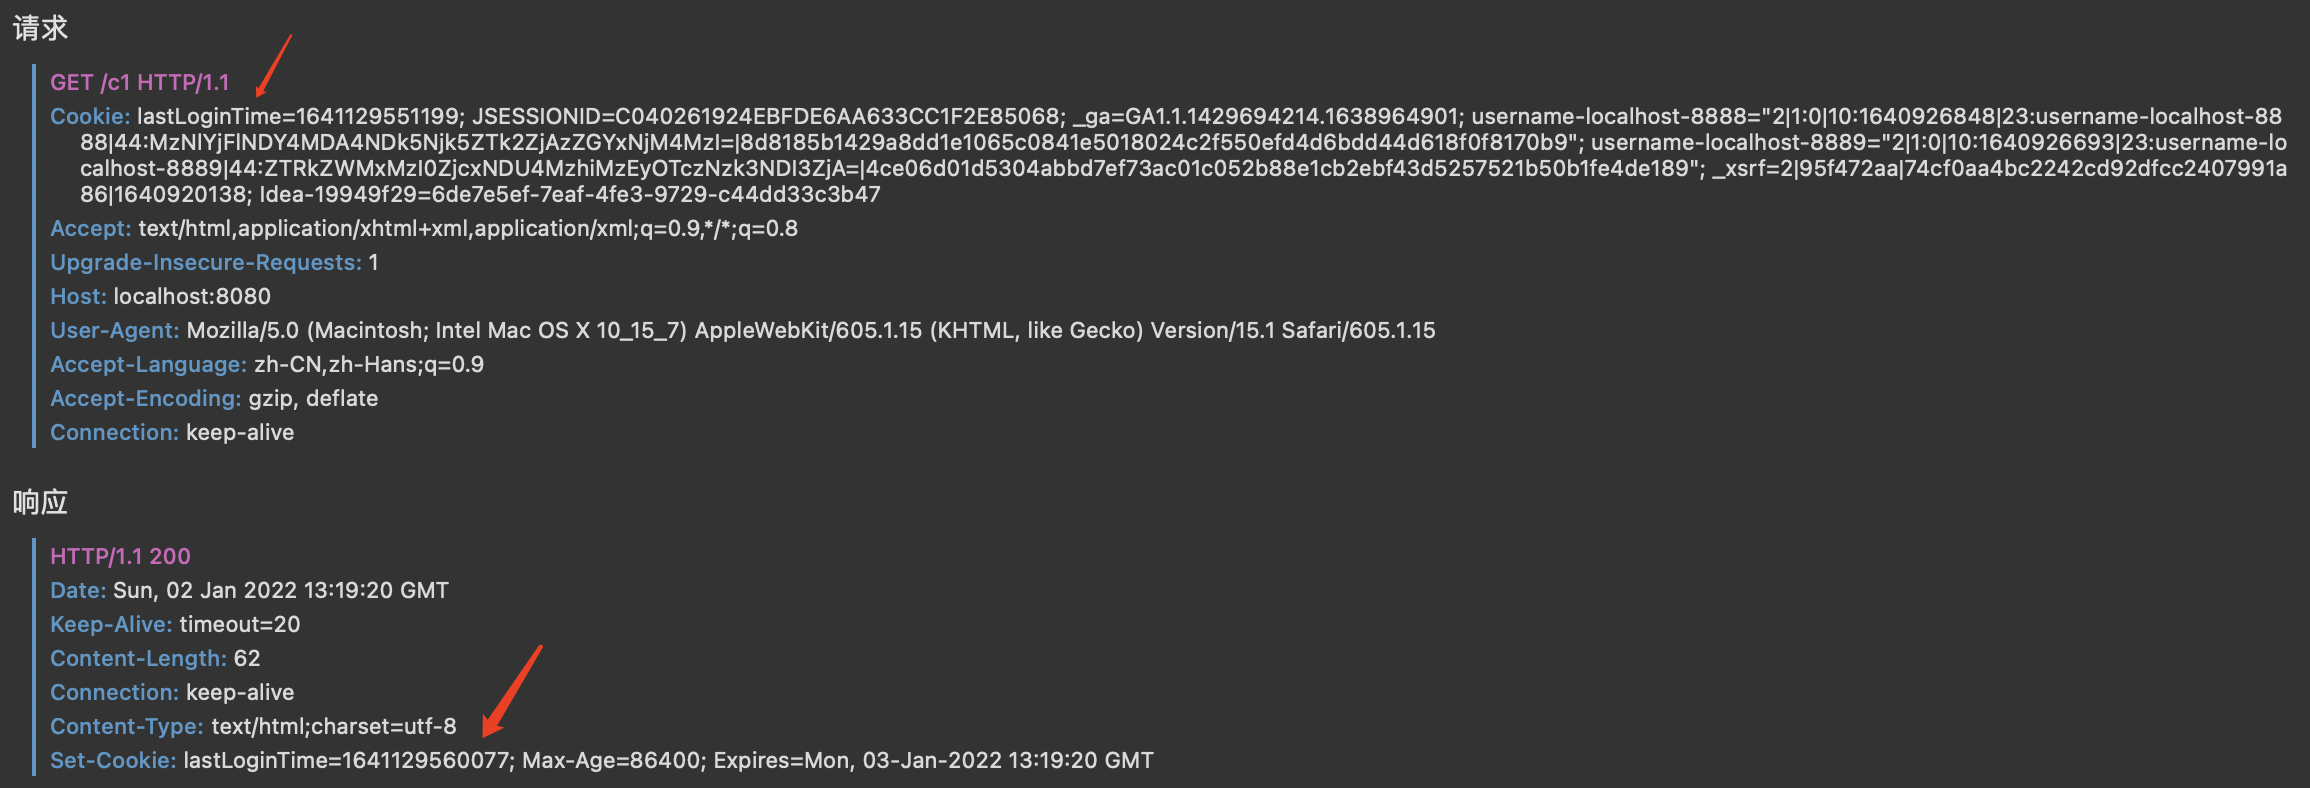 请求
GET /c1 HTTP/1.1
Cookie: lastLoginTime=1641129551199; JSESSIONID=C040261924EBFDE6AA633CC1F2E85068; _ga=GA1.1.1429694214.1638964901; username-localhost-8888="2|1:0|10:1640926848|23:username-localhost-88
88|44:MzNlYjFlNDY4MDA4NDk5Njk5ZTk2ZjAzZGYxNjM4MzI=|8d8185b1429a8dd1e1065c0841e5018024c2f550efd4d6bdd44d618f0f8170b9"; username-localhost-8889="2|1:0|10:1640926693|23:username-lo
calhost-8889|44:ZTRkZWMxMzI0ZjcxNDU4MzhiMzEyOTczNzk3NDI3ZjA=|4ce06d01d5304abbd7ef73ac01c052b88e1cb2ebf43d5257521b50b1fe4de189"; _xsrf=2|95f472aa|74cf0aa4bc2242cd92dfcc2407991a
86|1640920138; Idea-19949f29=6de7e5ef-7eaf-4fe3-9729-c44dd33c3b47
Accept: text/html,application/xhtml+xml,application/xml;q=0.9,*/*;q=0.8
Upgrade-Insecure-Requests: 1
Host: localhost:8080
User-Agent: Mozilla/5.0 (Macintosh; Intel Mac OS X 10_15_7) AppleWebKit/605.1.15 (KHTML, like Gecko) Version/15.1 Safari/605.1.15
Accept-Language: zh-CN,zh-Hans;q=0.9
Accept-Encoding: gzip, deflate
Connection: keep-alive
响应
HTTP/1.1 200
Date: Sun, 02 Jan 2022 13:19:20 GMT
Keep-Alive: timeout=20
Content-Length: 62
Connection: keep-alive
Content-Type: text/html;charset=utf-8
Set-Cookie: lastLoginTime=1641129560077; Max-Age=86400; Expires=Mon, 03-Jan-2022 13:19:20 GMT